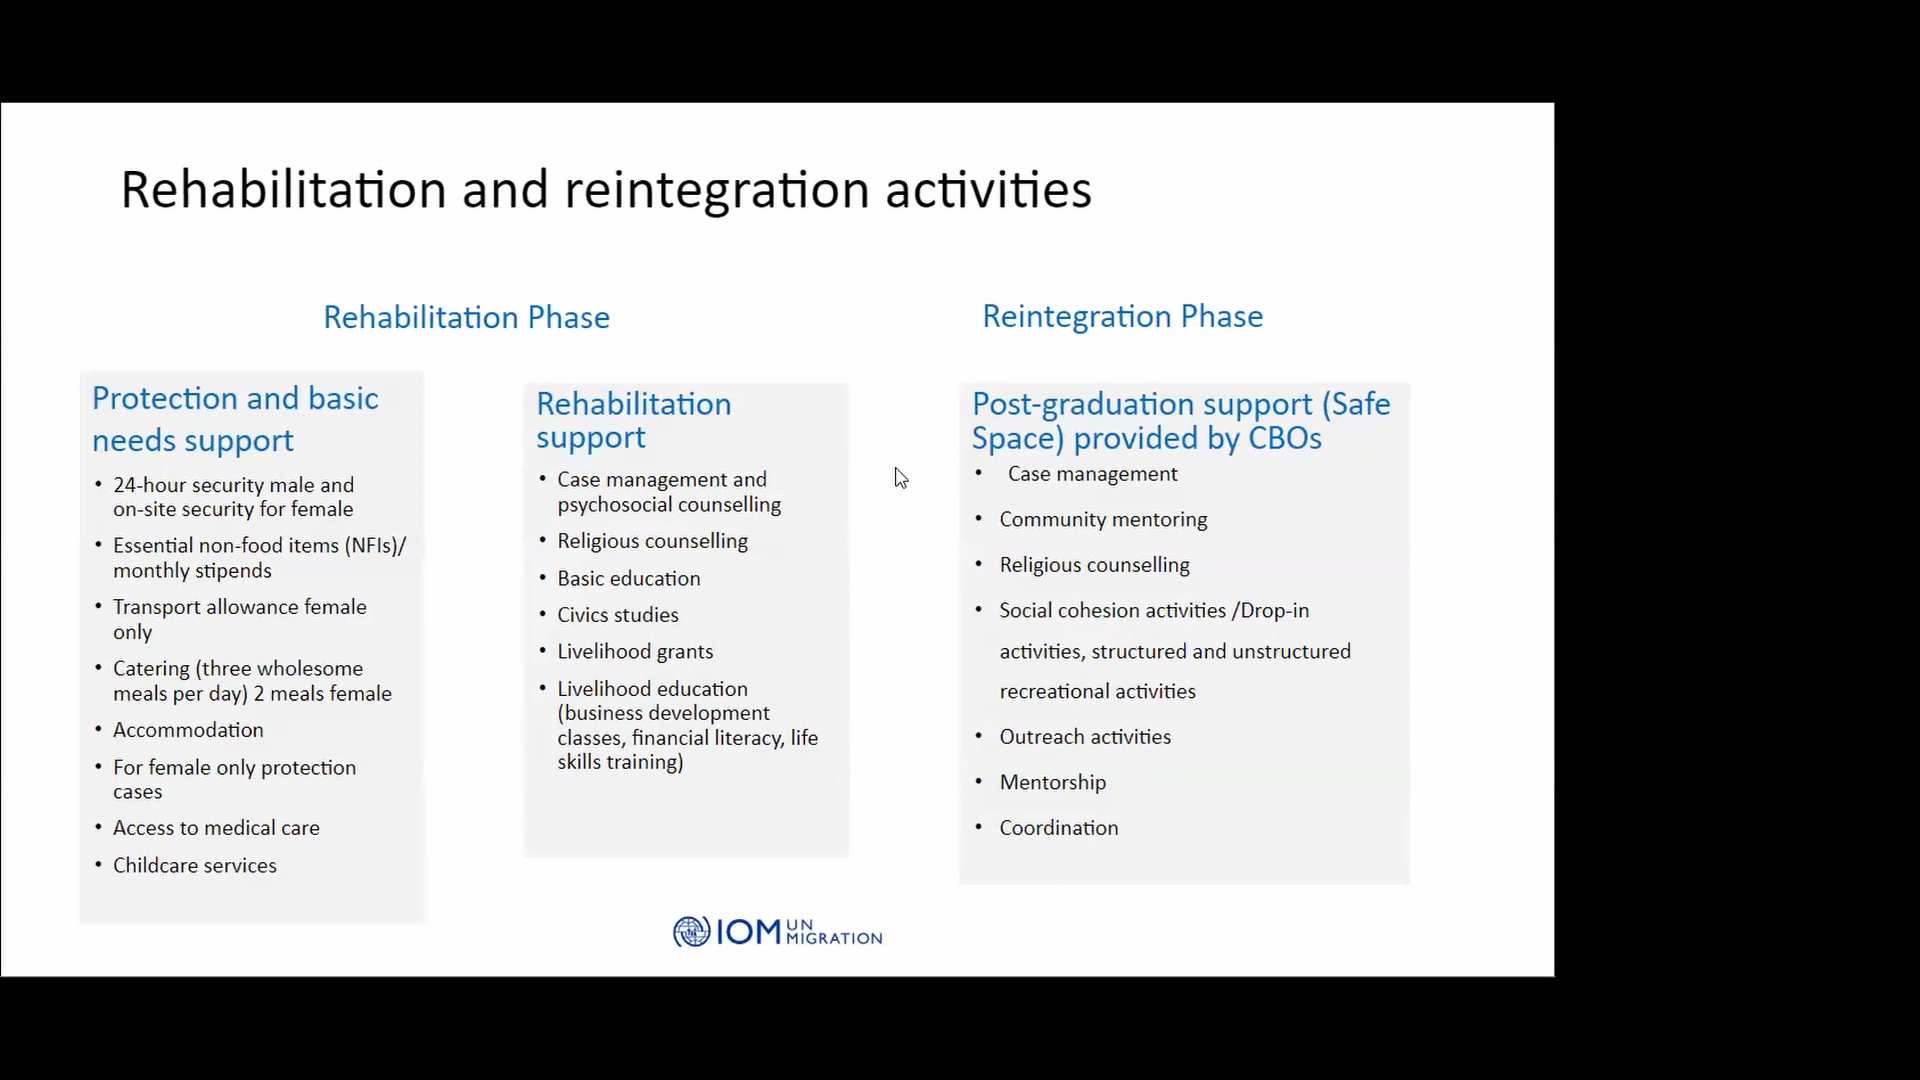 Rehabilitation and reintegration activities
Rehabilitation Phase
Protection and basic
needs support
• 24-hour security male and
on-site security for female
• Essential non-food items (NFIs)/
monthly stipends
• Transport allowance female
only
• Catering (three wholesome
meals per day) 2 meals female
• Accommodation
• For female only protection
cases
• Access to medical care
• Childcare services
Rehabilitation
support
• Case management and
psychosocial counselling
• Religious counselling
• Basic education
• Civics studies
• Livelihood grants
• Livelihood education
(business development
classes, financial literacy, life
skills training)
Reintegration Phase
Post-graduation support (Safe
Space) provided by CBOs
• Case management
• Community mentoring
• Religious counselling
• Social cohesion activities /Drop-in
activities, structured and unstructured
recreational activities
• Outreach activities
• Mentorship
• Coordination
IOM UN
MIGRATION